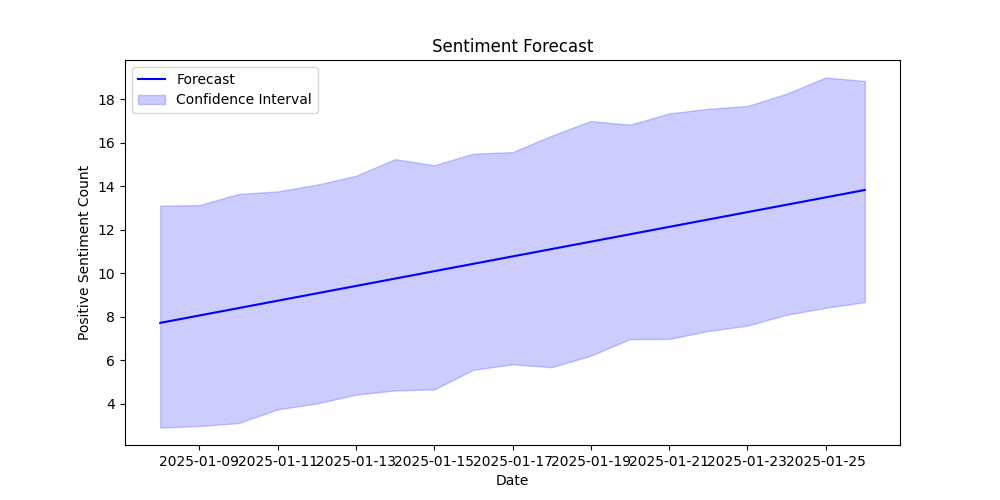 Sentiment Forecast
Forecast
Confidence Interval
Positive Sentiment Count
18
16
14
12
10
8
6
4
2025-01-09 2025-01-11 2025-01-13 2025-01-15 2025-01-17 2025-01-19 2025-01-21 2025-01-23 2025-01-25
Date